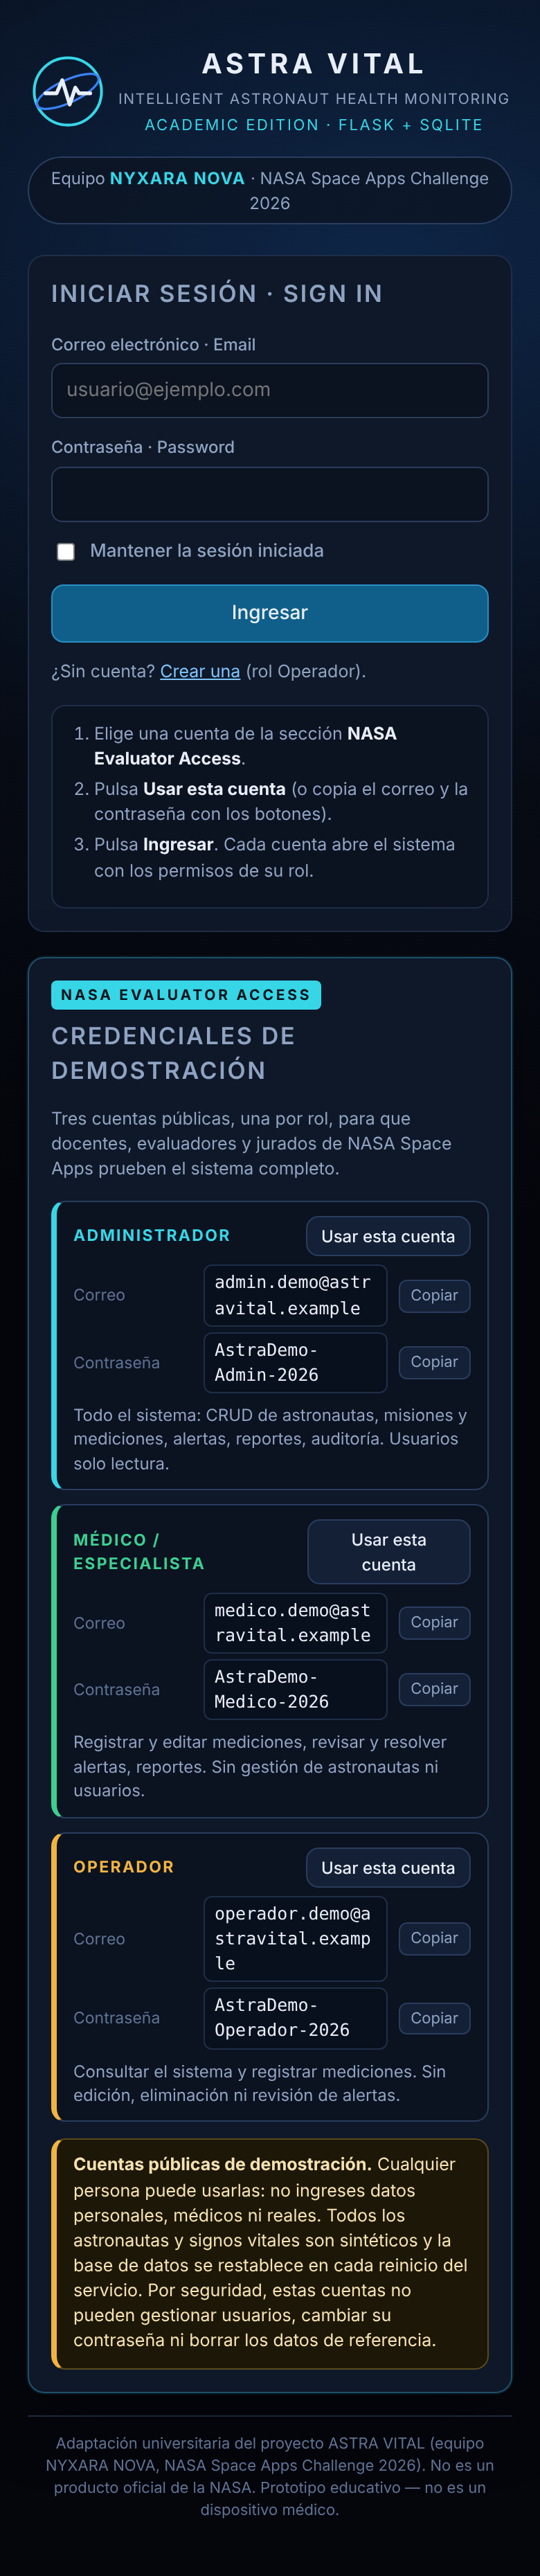 ASTRA VITAL
INTELLIGENT ASTRONAUT HEALTH MONITORING
ACADEMIC EDITION · FLASK + SQLITE
Equipo NYXARA NOVA · NASA Space Apps Challenge
2026
INICIAR SESIÓN · SIGN IN
Correo electrónico · Email
usuario@ejemplo.com
Contraseña · Password
Mantener la sesión iniciada
Ingresar
¿Sin cuenta? Crear una (rol Operador).
1. Elige una cuenta de la sección NASA
Evaluator Access.
2. Pulsa Usar esta cuenta (o copia el correo y la
contraseña con los botones).
3. Pulsa Ingresar. Cada cuenta abre el sistema
con los permisos de su rol.
NASA EVALUATOR ACCESS
CREDENCIALES DE
DEMOSTRACIÓN
Tres cuentas públicas, una por rol, para que
docentes, evaluadores y jurados de NASA Space
Apps prueben el sistema completo.
ADMINISTRADOR
Usar esta cuenta
Correo
admin.demo@astr
avital.example
Copiar
Contraseña
AstraDemo-
Admin-2026
Copiar
Todo el sistema: CRUD de astronautas, misiones y
mediciones, alertas, reportes, auditoría. Usuarios
solo lectura.
MÉDICO /
ESPECIALISTA
Usar esta
cuenta
Correo
medico.demo@ast
ravital.example
Copiar
Contraseña
AstraDemo-
Medico-2026
Copiar
Registrar y editar mediciones, revisar y resolver
alertas, reportes. Sin gestión de astronautas ni
usuarios.
OPERADOR
Usar esta cuenta
Correo
operador.demo@a
stravital.examp
le
Copiar
Contraseña
AstraDemo-
Operador-2026
Copiar
Consultar el sistema y registrar mediciones. Sin
edición, eliminación ni revisión de alertas.
Cuentas públicas de demostración. Cualquier
persona puede usarlas: no ingreses datos
personales, médicos ni reales. Todos los
astronautas y signos vitales son sintéticos y la
base de datos se restablece en cada reinicio del
servicio. Por seguridad, estas cuentas no
pueden gestionar usuarios, cambiar su
contraseña ni borrar los datos de referencia.
Adaptación universitaria del proyecto ASTRA VITAL (equipo
NYXARA NOVA, NASA Space Apps Challenge 2026). No es un
producto oficial de la NASA. Prototipo educativo — no es un
dispositivo médico.